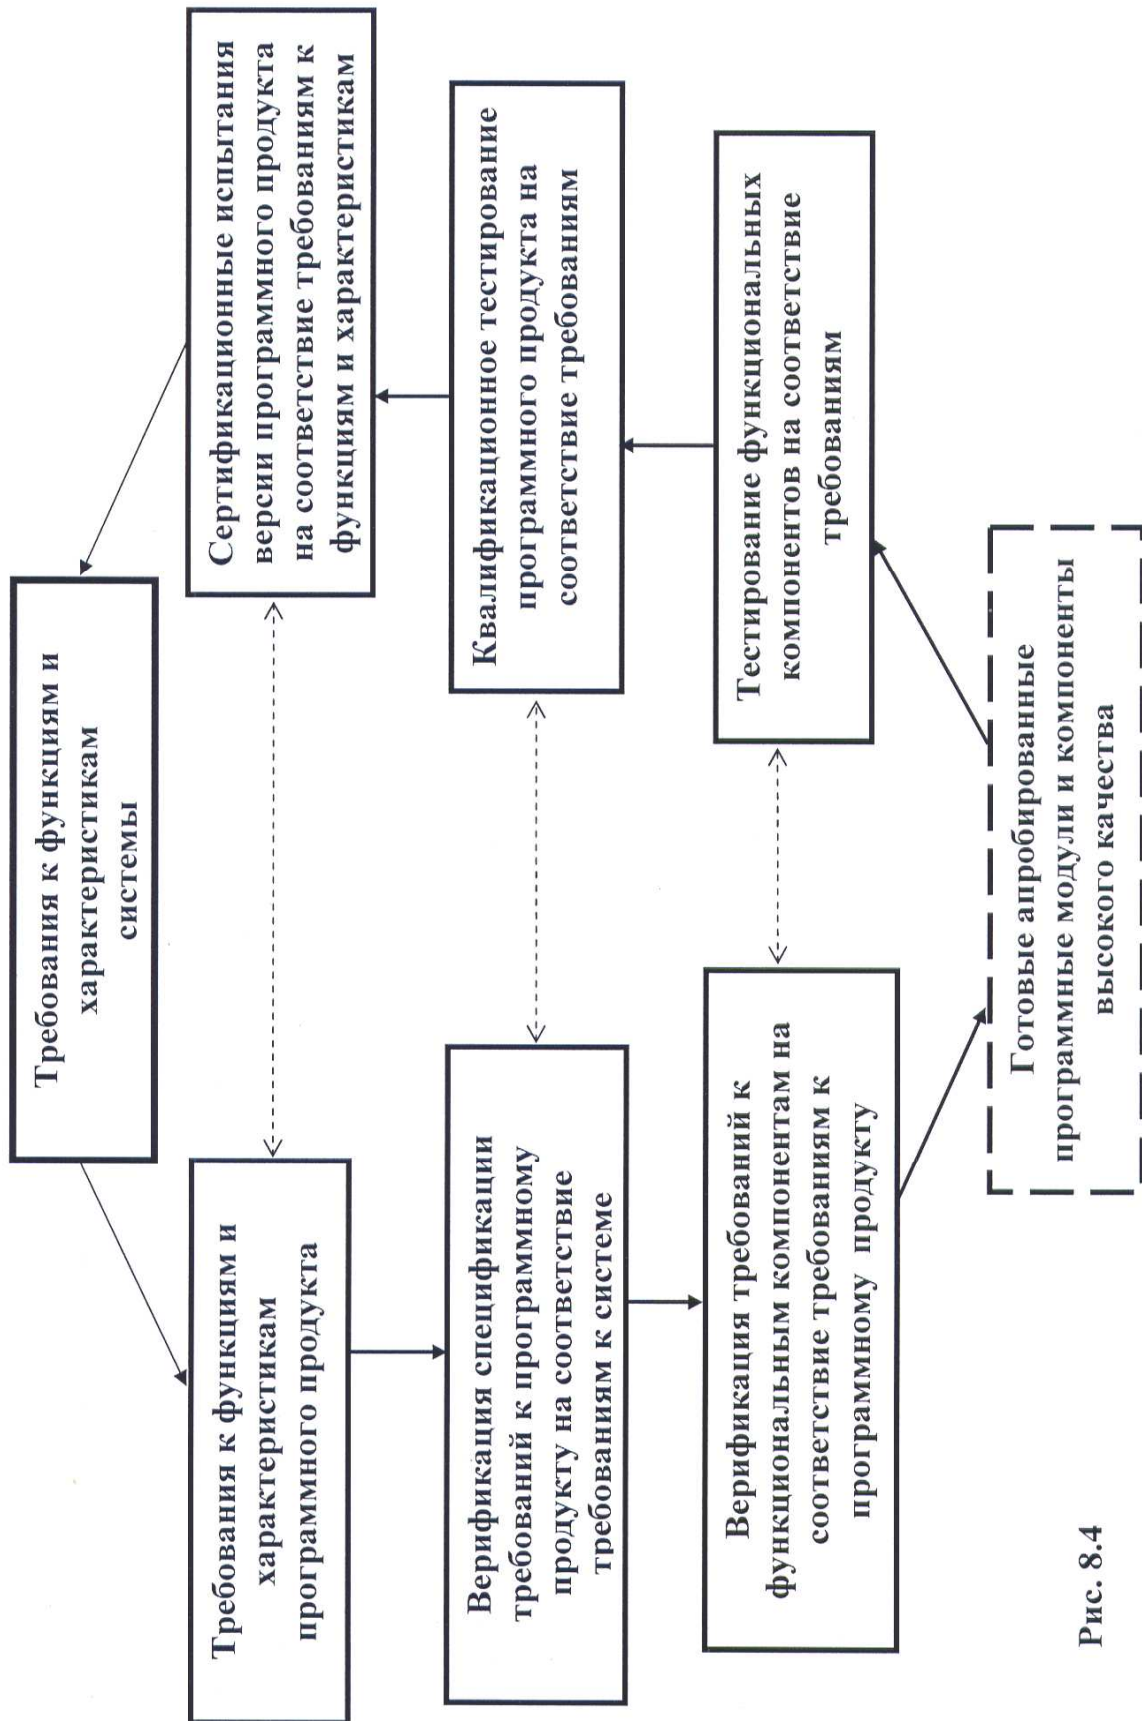 Требования к функциям и
характеристикам
системы
Требования к функциям и
характеристикам
программного продукта
Сертификационные испытания
версии программного продукта
на соответствие требованиям к
функциям и характеристикам
Верификация спецификации
требований к программному
продукту на соответствие
требованиям к системе
Квалификационное тестирование
программного продукта на
соответствие требованиям
Верификация требований к
функциональным компонентам на
соответствие требованиям к
программному продукту
Тестирование функциональных
компонентов на соответствие
требованиям
Готовые апробированные
программные модули и компоненты
высокого качества
Рис. 8.4